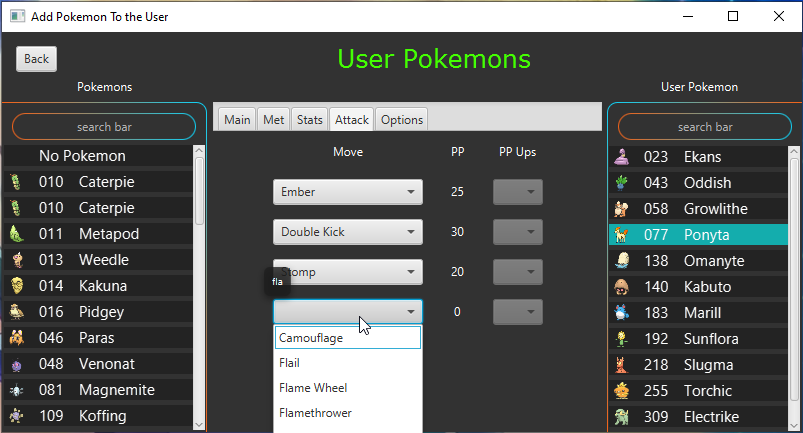 Add Pokemon To the User
Back
User Pokemons
Pokemons
search bar
No Pokemon
010 Caterpie
010 Caterpie
011 Metapod
013 Weedle
014 Kakuna
016 Pidgey
046 Paras
048 Venonat
081 Magnemite
109 Koffing
Main Met Stats Attack Options
Move PP PP Ups
Ember 25
Double Kick 30
Stomp 20
fla
0
Camouflage
Flail
Flame Wheel
Flamethrower
User Pokemon
search bar
023 Ekans
043 Oddish
058 Growlithe
077 Ponyta
138 Omanyte
140 Kabuto
183 Marill
192 Sunflora
218 Slugma
255 Torchic
309 Electrike